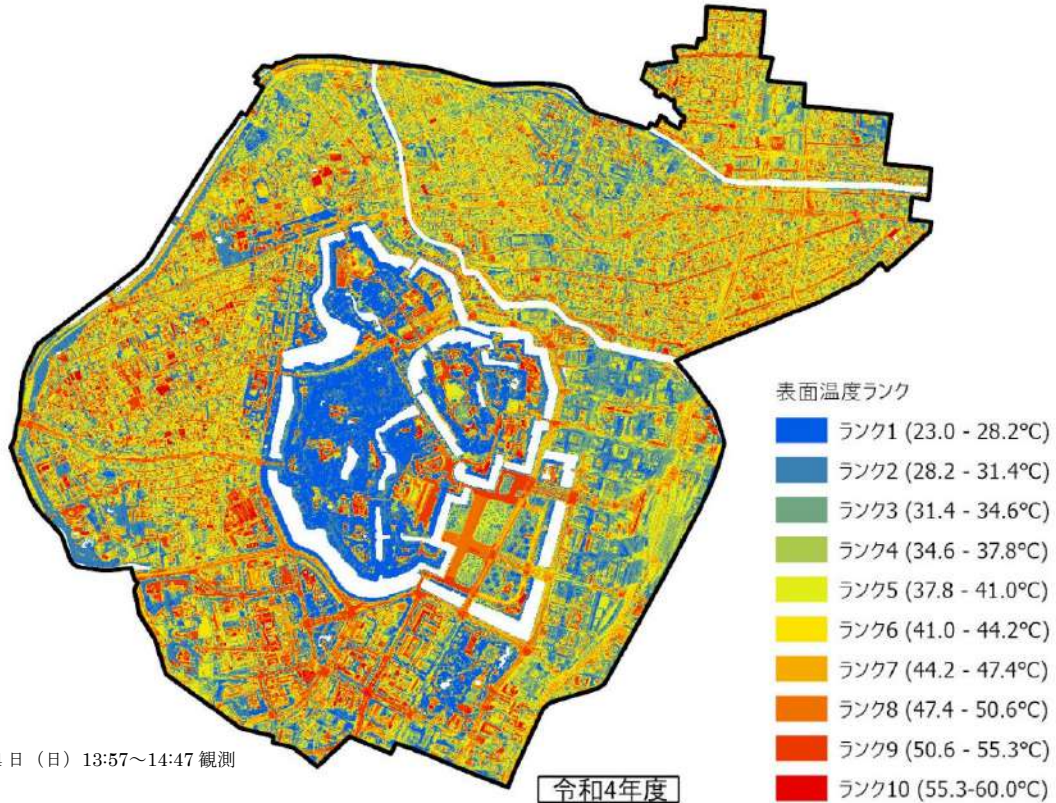 表面温度ランク
ランク1 (23.0 - 28.2°C)
ランク2 (28.2 - 31.4°C)
ランク3 (31.4 - 34.6°C)
ランク4 (34.6 - 37.8°C)
ランク5 (37.8 - 41.0°C)
ランク6 (41.0 - 44.2°C)
ランク7 (44.2 - 47.4°C)
ランク8 (47.4 - 50.6°C)
ランク9 (50.6 - 55.3°C)
ランク10 (55.3-60.0°C)
日（日）13:57～14:47 観測
令和4年度